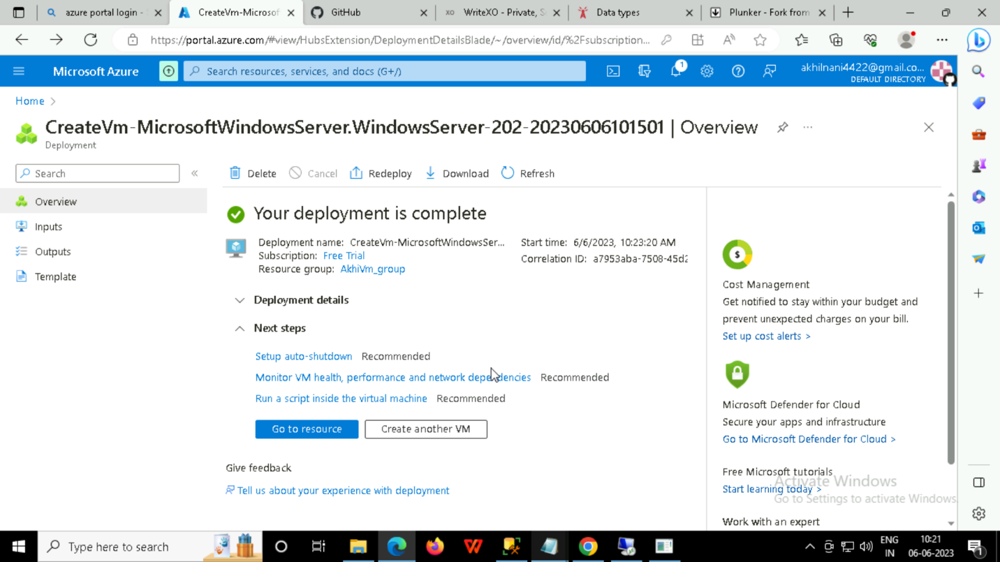 azure portal login -
CreateVm-Microsoft
GitHub
WriteXO - Private, S
Data types
Plunker - Fork from
https://portal.azure.com/#view/HubsExtension/DeploymentDetailsBlade/~/overview/id/%2Fsubscription...
Microsoft Azure
Search resources, services, and docs (G+/)
1
akhilnani4422@gmail.co...
DEFAULT DIRECTORY
Home >
CreateVm-MicrosoftWindowsServer.WindowsServer-202-20230606101501 | Overview
Deployment
Search
Delete
Cancel
Redeploy
Download
Refresh
Overview
Inputs
Outputs
Template
Your deployment is complete
Deployment name: CreateVm-MicrosoftWindowsSer...
Subscription: Free Trial
Resource group: AkhiVm_group
Start time: 6/6/2023, 10:23:20 AM
Correlation ID: a7953aba-7508-45d2
Deployment details
Next steps
Setup auto-shutdown Recommended
Monitor VM health, performance and network dependencies Recommended
Run a script inside the virtual machine Recommended
Go to resource
Create another VM
Give feedback
Tell us about your experience with deployment
Cost Management
Get notified to stay within your budget and
prevent unexpected charges on your bill.
Set up cost alerts >
Microsoft Defender for Cloud
Secure your apps and infrastructure
Go to Microsoft Defender for Cloud >
Free Microsoft tutorials
Start learning today >
Work with an expert
Activate Windows
Go to Settings to activate Windows.
Type here to search
ENG
IN
10:21
06-06-2023
1